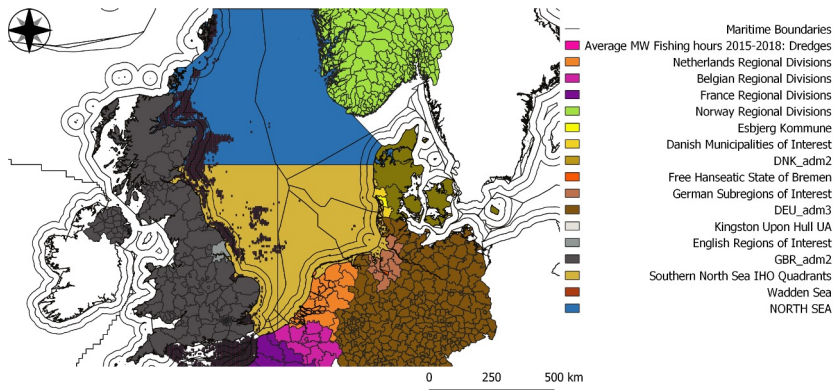 Maritime Boundaries
Average MW Fishing hours 2015-2018: Dredges
Netherlands Regional Divisions
Belgian Regional Divisions
France Regional Divisions
Norway Regional Divisions
Esbjerg Kommune
Danish Municipalities of Interest
DNK_adm2
Free Hanseatic State of Bremen
German Subregions of Interest
DEU_adm3
Kingston Upon Hull UA
English Regions of Interest
GBR_adm2
Southern North Sea IHO Quadrants
Wadden Sea
NORTH SEA
0 250 500 km